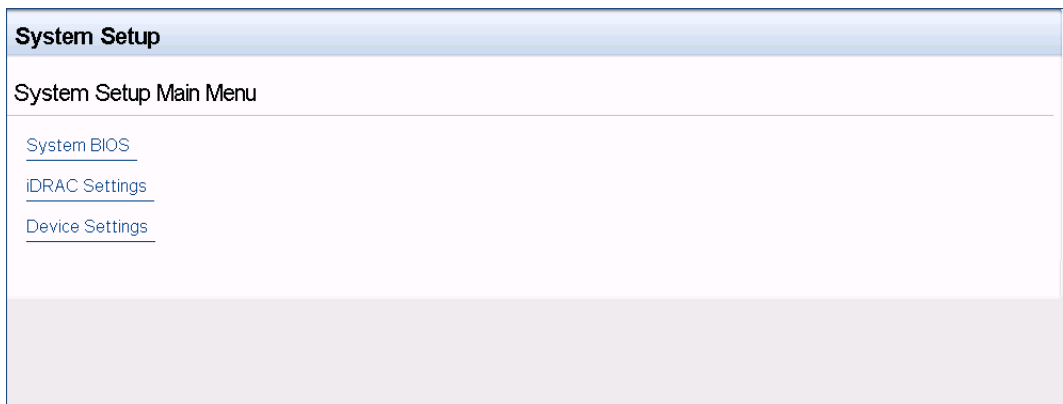 System Setup
System Setup Main Menu
System BIOS
iDRAC Settings
Device Settings